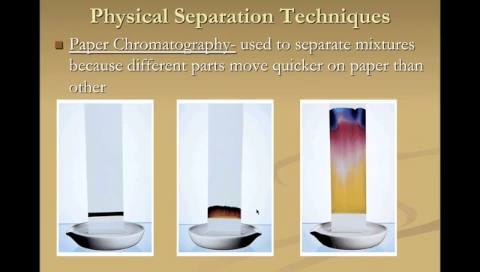 Physical Separation Techniques
Paper Chromatography- used to separate mixtures
because different parts move quicker on paper than
other